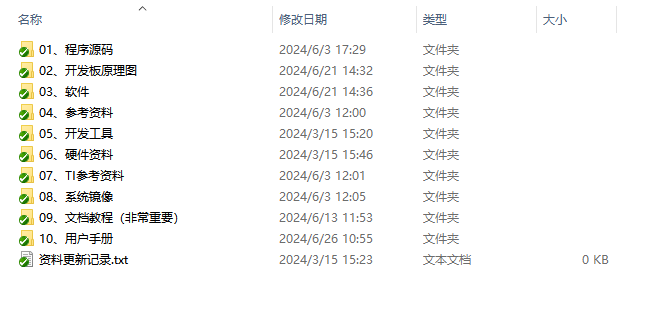 名称 修改日期 类型 大小
01、程序源码 2024/6/3 17:29 文件夹
02、开发板原理图 2024/6/21 14:32 文件夹
03、软件 2024/6/21 14:36 文件夹
04、参考资料 2024/6/3 12:00 文件夹
05、开发工具 2024/3/15 15:20 文件夹
06、硬件资料 2024/3/15 15:46 文件夹
07、TI参考资料 2024/6/3 12:01 文件夹
08、系统镜像 2024/6/3 12:05 文件夹
09、文档教程（非常重要） 2024/6/13 11:53 文件夹
10、用户手册 2024/6/26 10:55 文件夹
资料更新记录.txt 2024/3/15 15:23 文本文档 0 KB